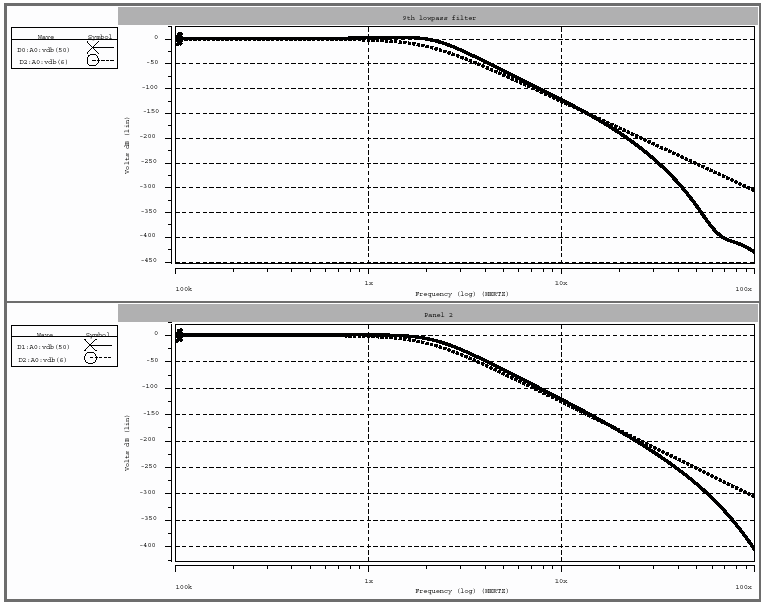 9th lowpass filter
Wave Symbol
D0:A0:vdb(50)
D2:A0:vdb(6)
Volts dB (lin)
0
-50
-100
-150
-200
-250
-300
-350
-400
-450
100k 1x 10x 100x
Frequency (log) (HERTZ)
Panel 2
Wave Symbol
D1:A0:vdb(50)
D2:A0:vdb(6)
Volts dB (lin)
0
-50
-100
-150
-200
-250
-300
-350
-400
100k 1x 10x 100x
Frequency (log) (HERTZ)